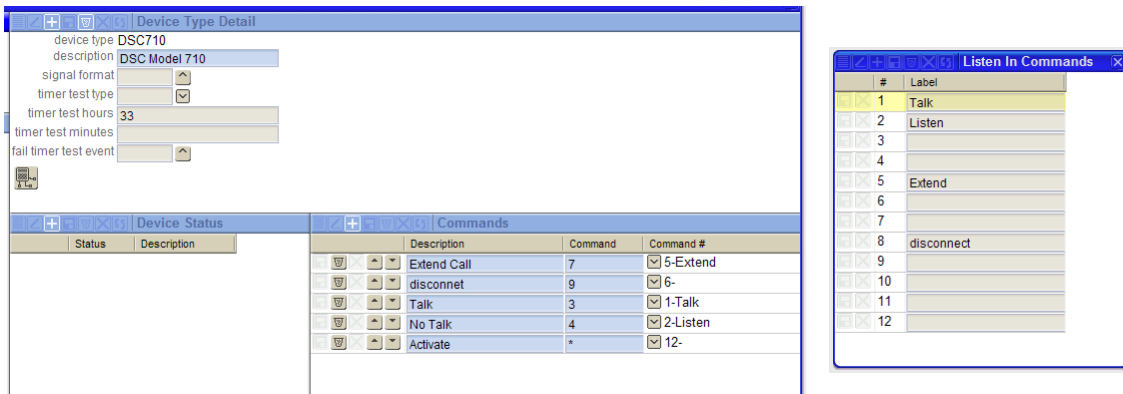 Device Type Detail
device type DSC710
description DSC Model 710
signal format
timer test type
timer test hours 33
timer test minutes
fail timer test event
Device Status
Status Description
Commands
Description Command Command #
Extend Call 7 5-Extend
disconnet 9 6-
Talk 3 1-Talk
No Talk 4 2-Listen
Activate * 12-
Listen In Commands
# Label
1 Talk
2 Listen
3
4
5 Extend
6
7
8 disconnect
9
10
11
12